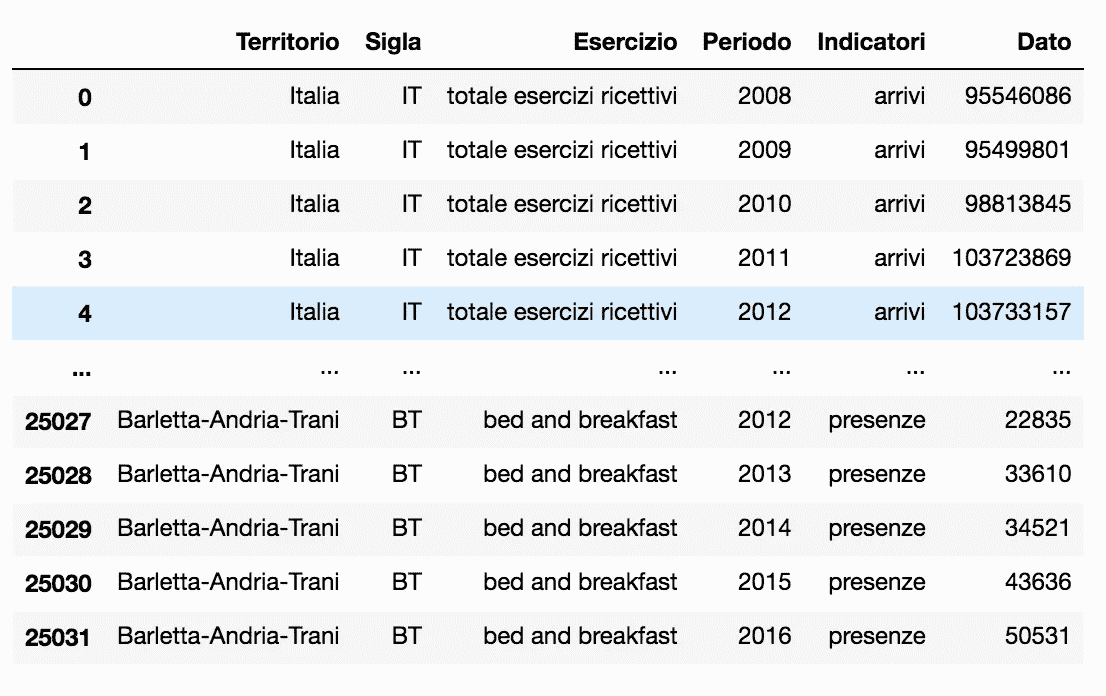 Territorio Sigla Esercizio Periodo Indicatori Dato
0 Italia IT totale esercizi ricettivi 2008 arrivi 95546086
1 Italia IT totale esercizi ricettivi 2009 arrivi 95499801
2 Italia IT totale esercizi ricettivi 2010 arrivi 98813845
3 Italia IT totale esercizi ricettivi 2011 arrivi 103723869
4 Italia IT totale esercizi ricettivi 2012 arrivi 103733157
... ... ... ... ... ... ...
25027 Barletta-Andria-Trani BT bed and breakfast 2012 presenze 22835
25028 Barletta-Andria-Trani BT bed and breakfast 2013 presenze 33610
25029 Barletta-Andria-Trani BT bed and breakfast 2014 presenze 34521
25030 Barletta-Andria-Trani BT bed and breakfast 2015 presenze 43636
25031 Barletta-Andria-Trani BT bed and breakfast 2016 presenze 50531